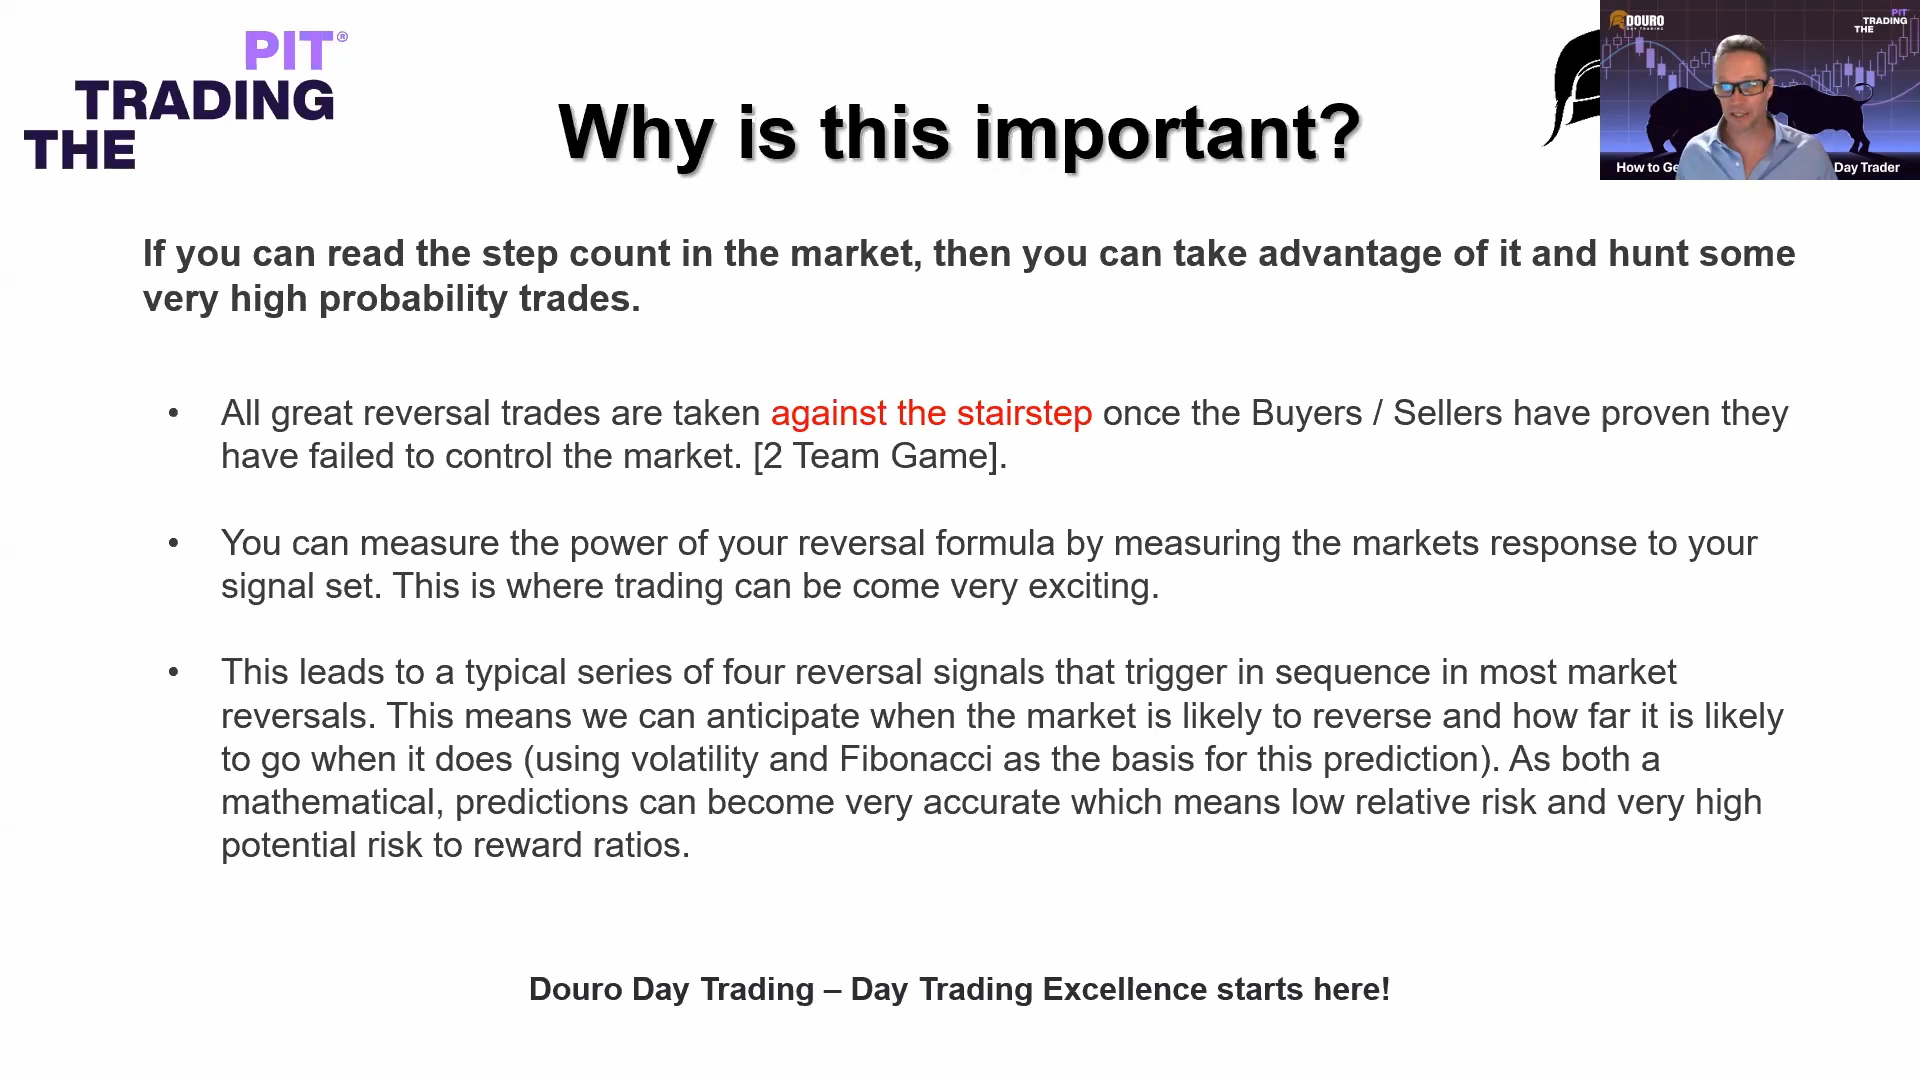 PIT®
TRADING
THE
Why is this important?
DOURO
DAY TRADING
PIT
TRADING
THE
How to Ge
Day Trader
If you can read the step count in the market, then you can take advantage of it and hunt some
very high probability trades.
• All great reversal trades are taken against the stairstep once the Buyers / Sellers have proven they
have failed to control the market. [2 Team Game].
• You can measure the power of your reversal formula by measuring the markets response to your
signal set. This is where trading can be come very exciting.
• This leads to a typical series of four reversal signals that trigger in sequence in most market
reversals. This means we can anticipate when the market is likely to reverse and how far it is likely
to go when it does (using volatility and Fibonacci as the basis for this prediction). As both a
mathematical, predictions can become very accurate which means low relative risk and very high
potential risk to reward ratios.
Douro Day Trading – Day Trading Excellence starts here!